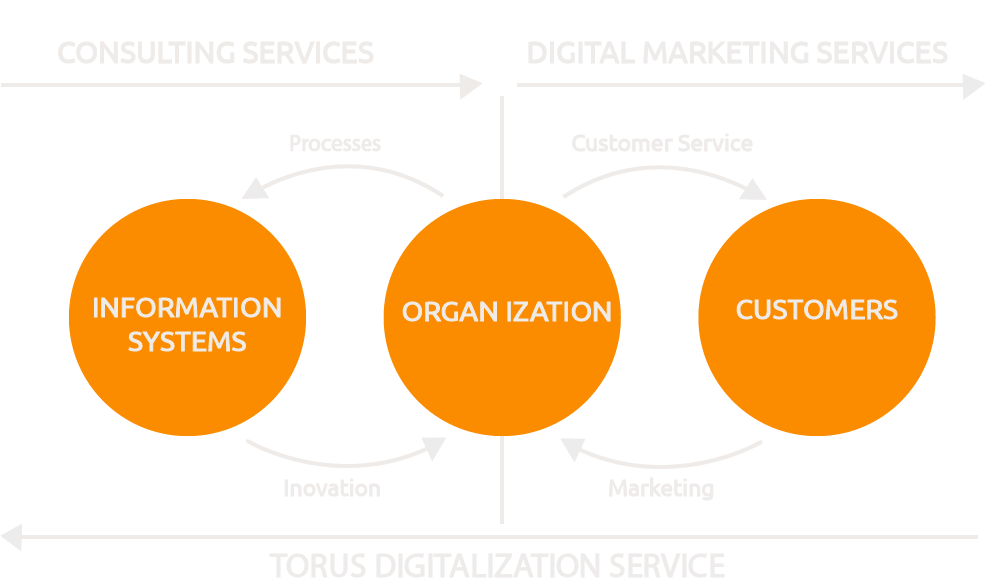 CONSULTING SERVICES
DIGITAL MARKETING SERVICES
Processes
Customer Service
INFORMATION
SYSTEMS
ORGAN IZATION
CUSTOMERS
Inovation
Marketing
TORUS DIGITALIZATION SERVICE